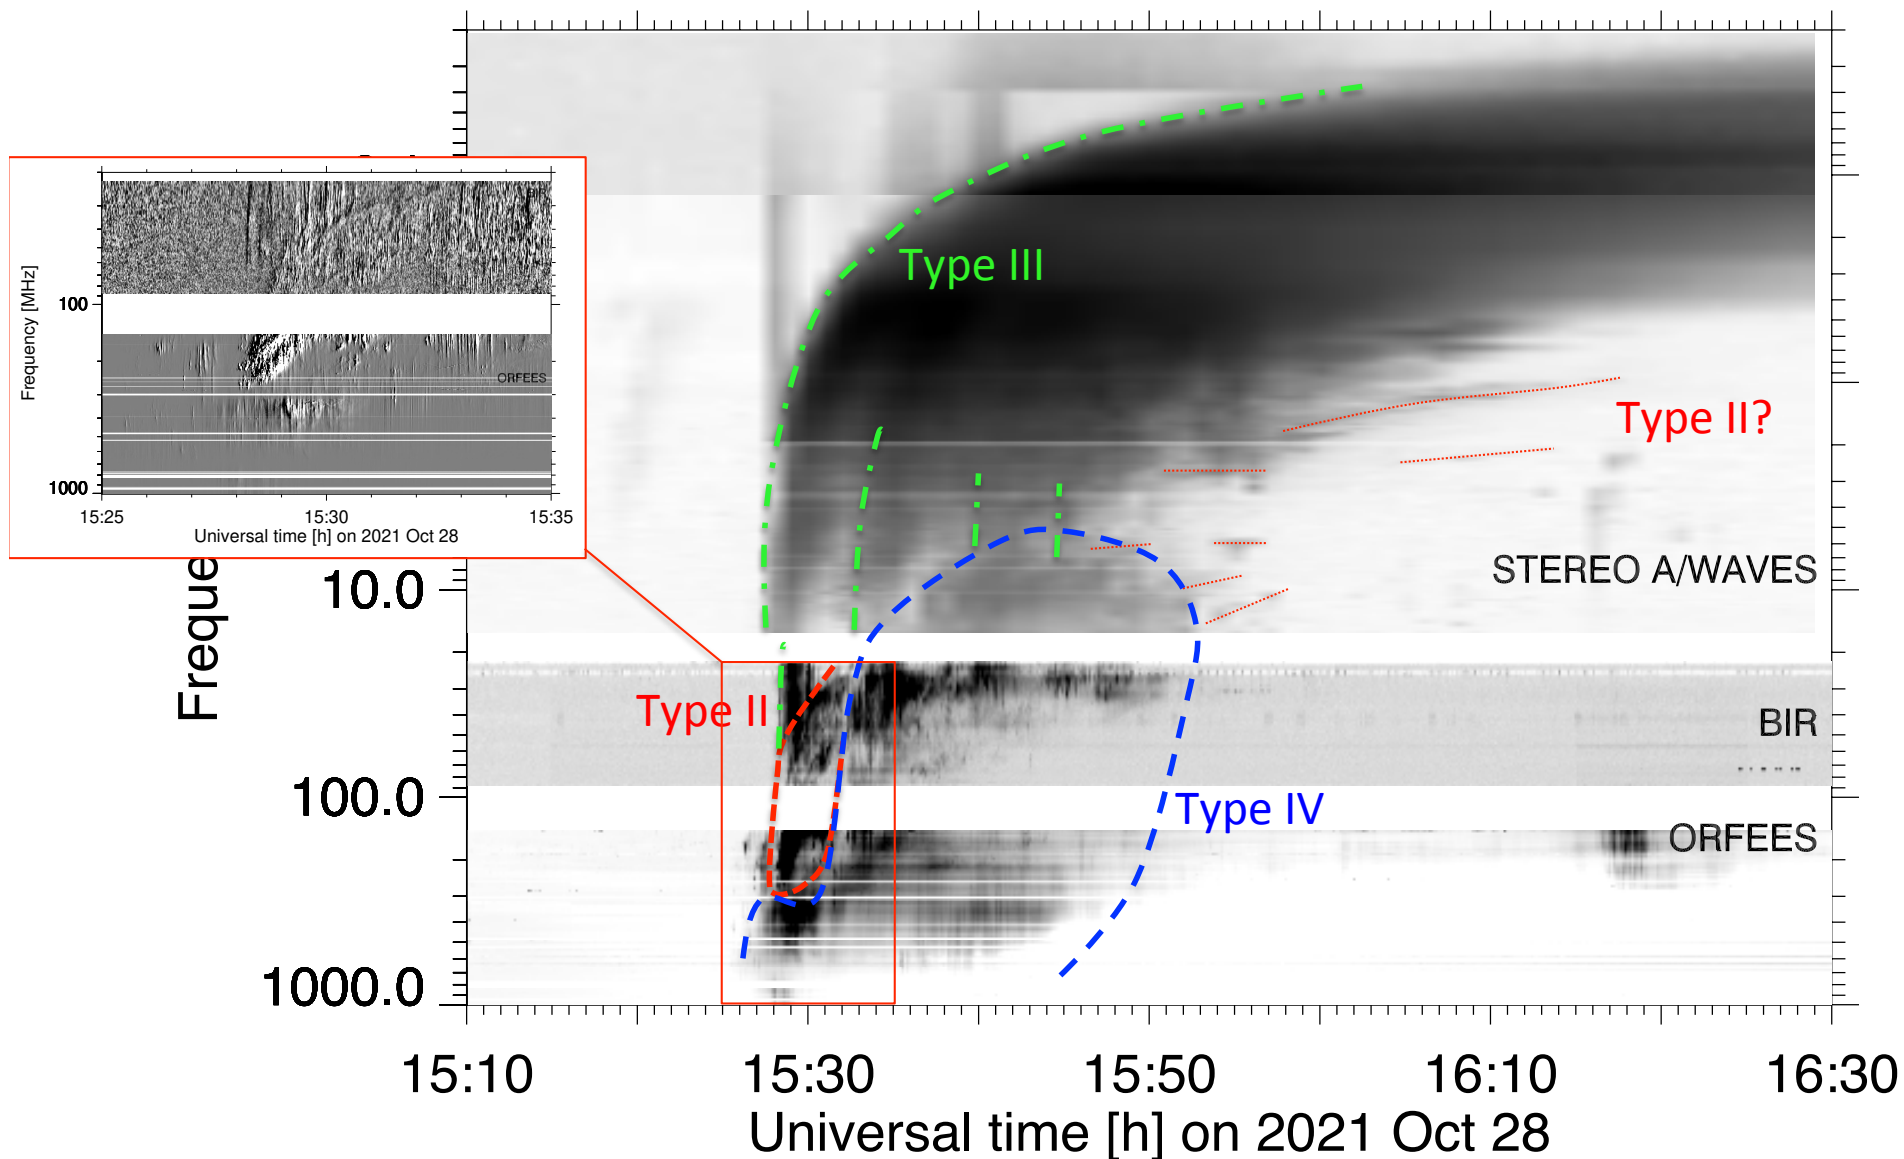 BIR
100
ORFEES
1000
15:25
15:30
15:35
Universal time [h] on 2021 Oct 28
Frequency [MHz]
Type III
Type II?
STEREO A/WAVES
10.0
Type II
BIR
100.0
Type IV
ORFEES
1000.0
15:10
15:30
15:50
16:10
16:30
Universal time [h] on 2021 Oct 28
Freque